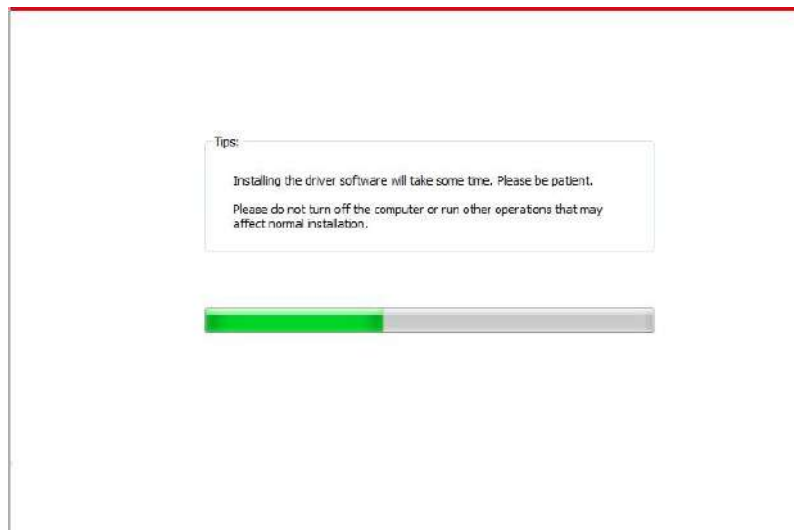 Tips:
Installing the driver software will take some time. Please be patient.
Please do not turn off the computer or run other operations that may
affect normal installation.